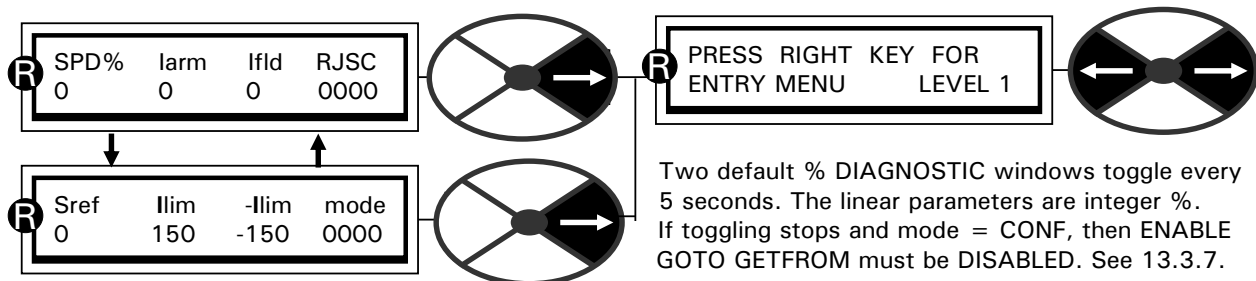 R
SPD% Iarm Ifld RJSC
0 0 0 0000
R
PRESS RIGHT KEY FOR
ENTRY MENU LEVEL 1
R
Sref Ilim -Ilim mode
0 150 -150 0000
Two default % DIAGNOSTIC windows toggle every
5 seconds. The linear parameters are integer %.
If toggling stops and mode = CONF, then ENABLE
GOTO GETFROM must be DISABLED. See 13.3.7.